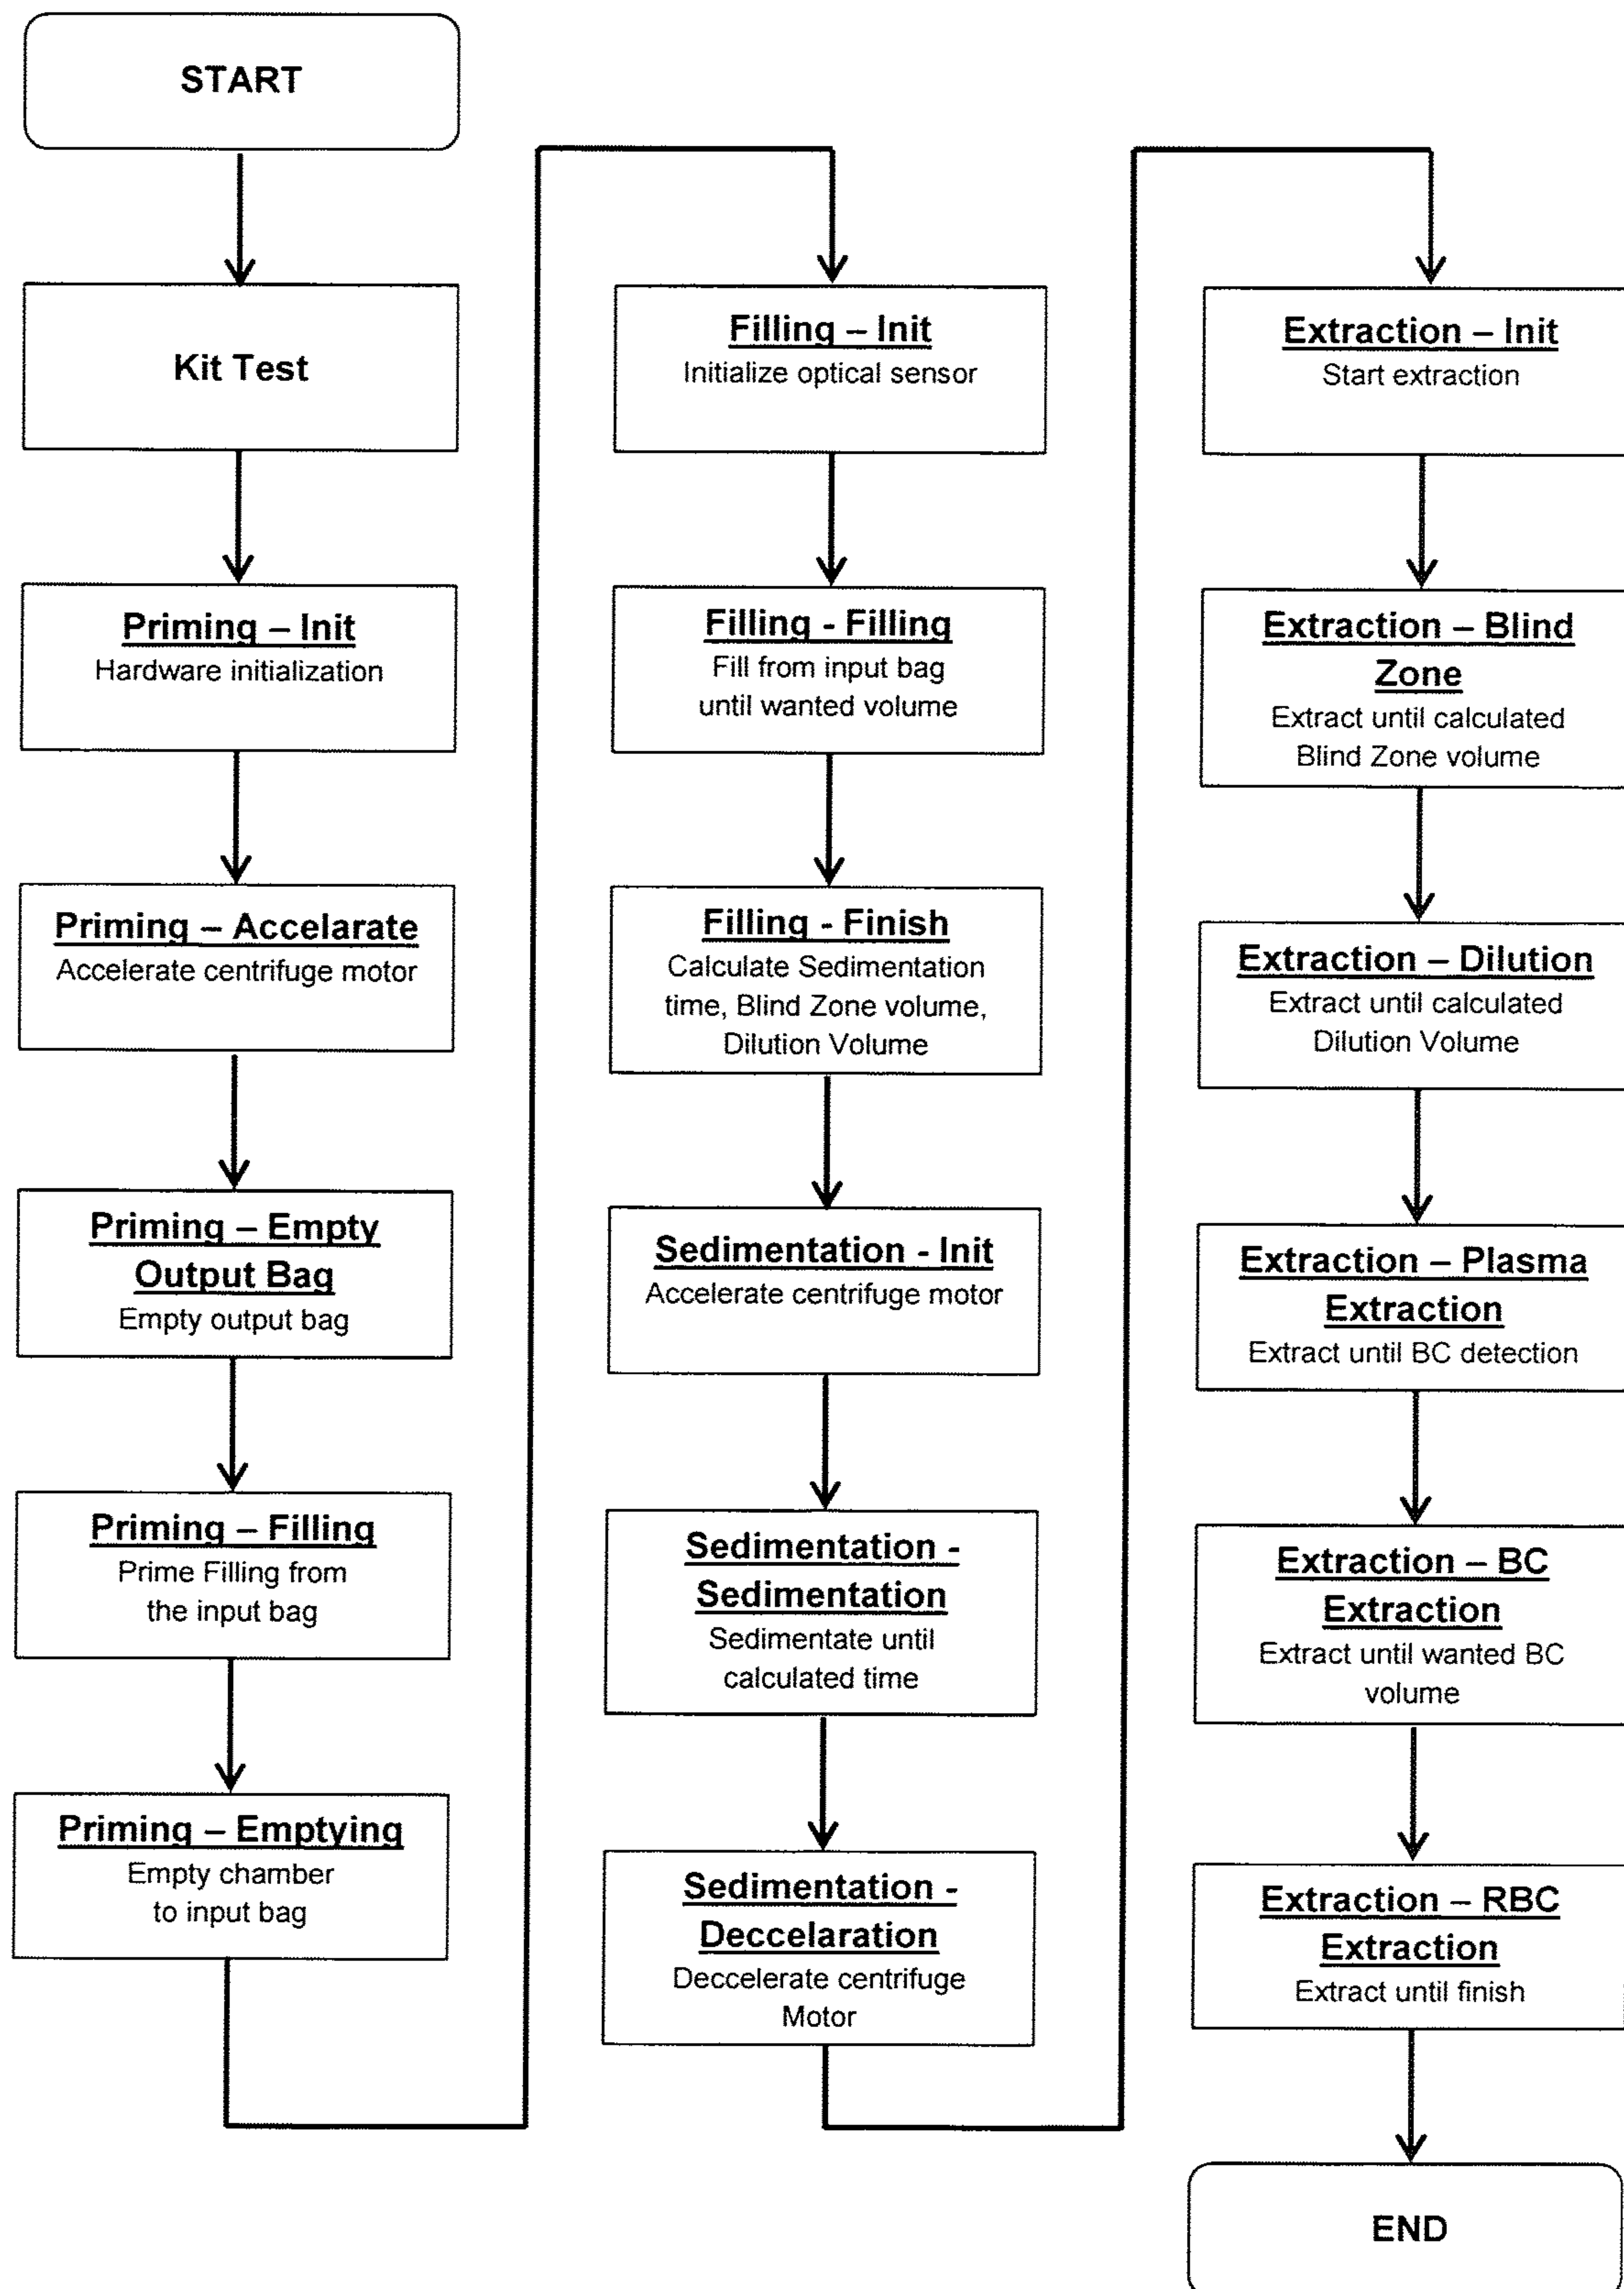 START
Kit Test
Priming – Init
Hardware initialization
Priming – Accelarate
Accelerate centrifuge motor
Priming – Empty
Output Bag
Empty output bag
Priming – Filling
Prime Filling from
the input bag
Priming – Emptying
Empty chamber
to input bag
Filling – Init
Initialize optical sensor
Filling - Filling
Fill from input bag
until wanted volume
Filling - Finish
Calculate Sedimentation
time, Blind Zone volume,
Dilution Volume
Sedimentation - Init
Accelerate centrifuge motor
Sedimentation -
Sedimentation
Sedimentate until
calculated time
Sedimentation -
Deccelaration
Deccelerate centrifuge
Motor
Extraction – Init
Start extraction
Extraction – Blind
Zone
Extract until calculated
Blind Zone volume
Extraction – Dilution
Extract until calculated
Dilution Volume
Extraction – Plasma
Extraction
Extract until BC detection
Extraction – BC
Extraction
Extract until wanted BC
volume
Extraction – RBC
Extraction
Extract until finish
END